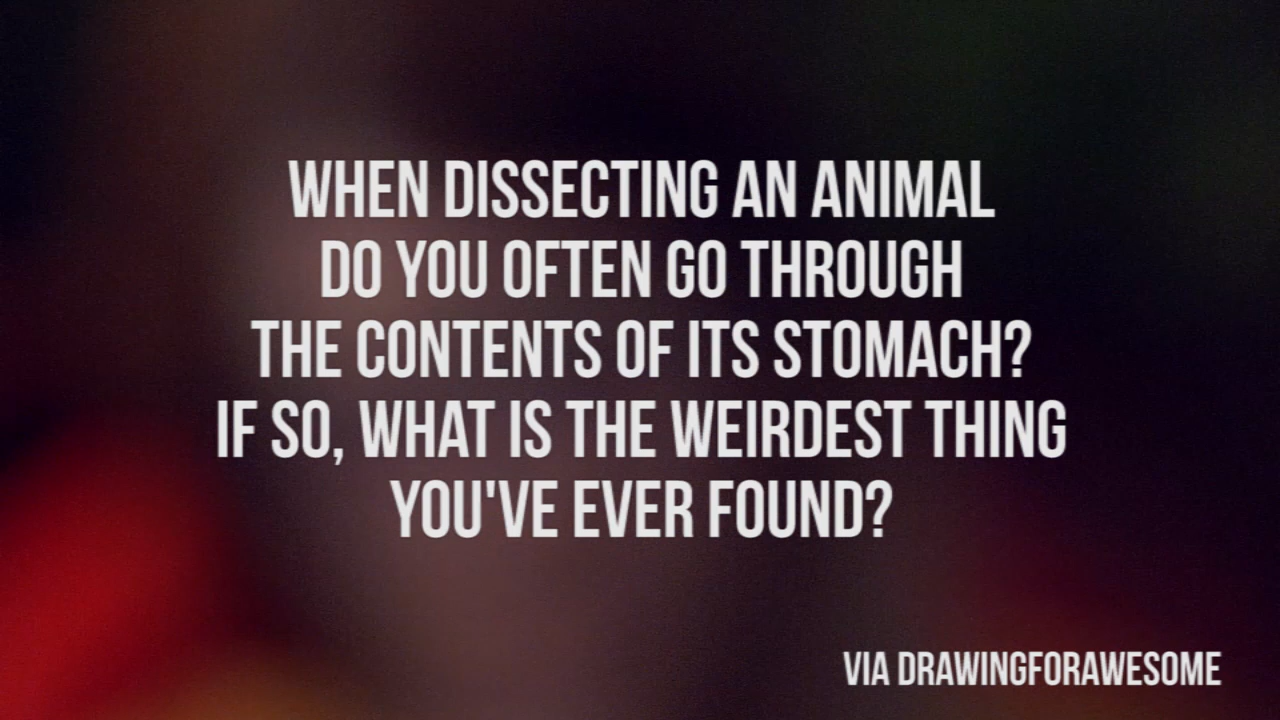 WHEN DISSECTING AN ANIMAL
DO YOU OFTEN GO THROUGH
THE CONTENTS OF ITS STOMACH?
IF SO, WHAT IS THE WEIRDEST THING
YOU'VE EVER FOUND?
VIA DRAWINGFORAWESOME